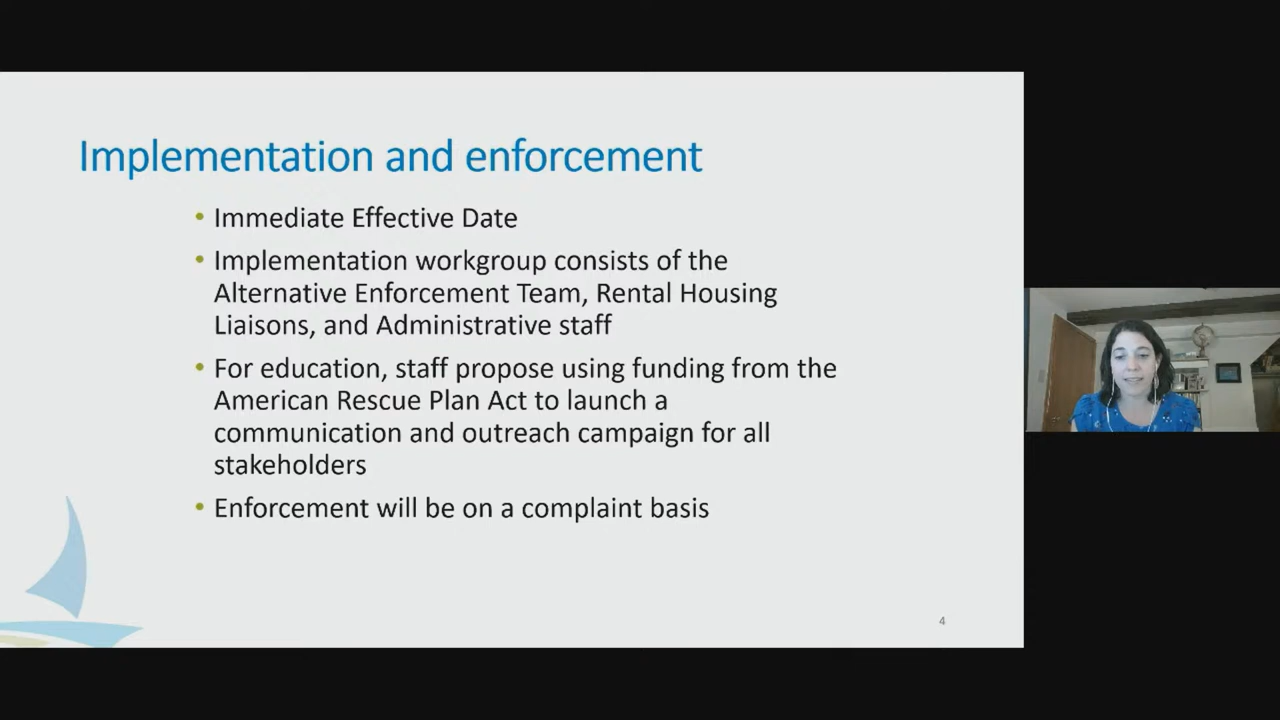 Implementation and enforcement
• Immediate Effective Date
• Implementation workgroup consists of the
Alternative Enforcement Team, Rental Housing
Liaisons, and Administrative staff
• For education, staff propose using funding from the
American Rescue Plan Act to launch a
communication and outreach campaign for all
stakeholders
• Enforcement will be on a complaint basis
4